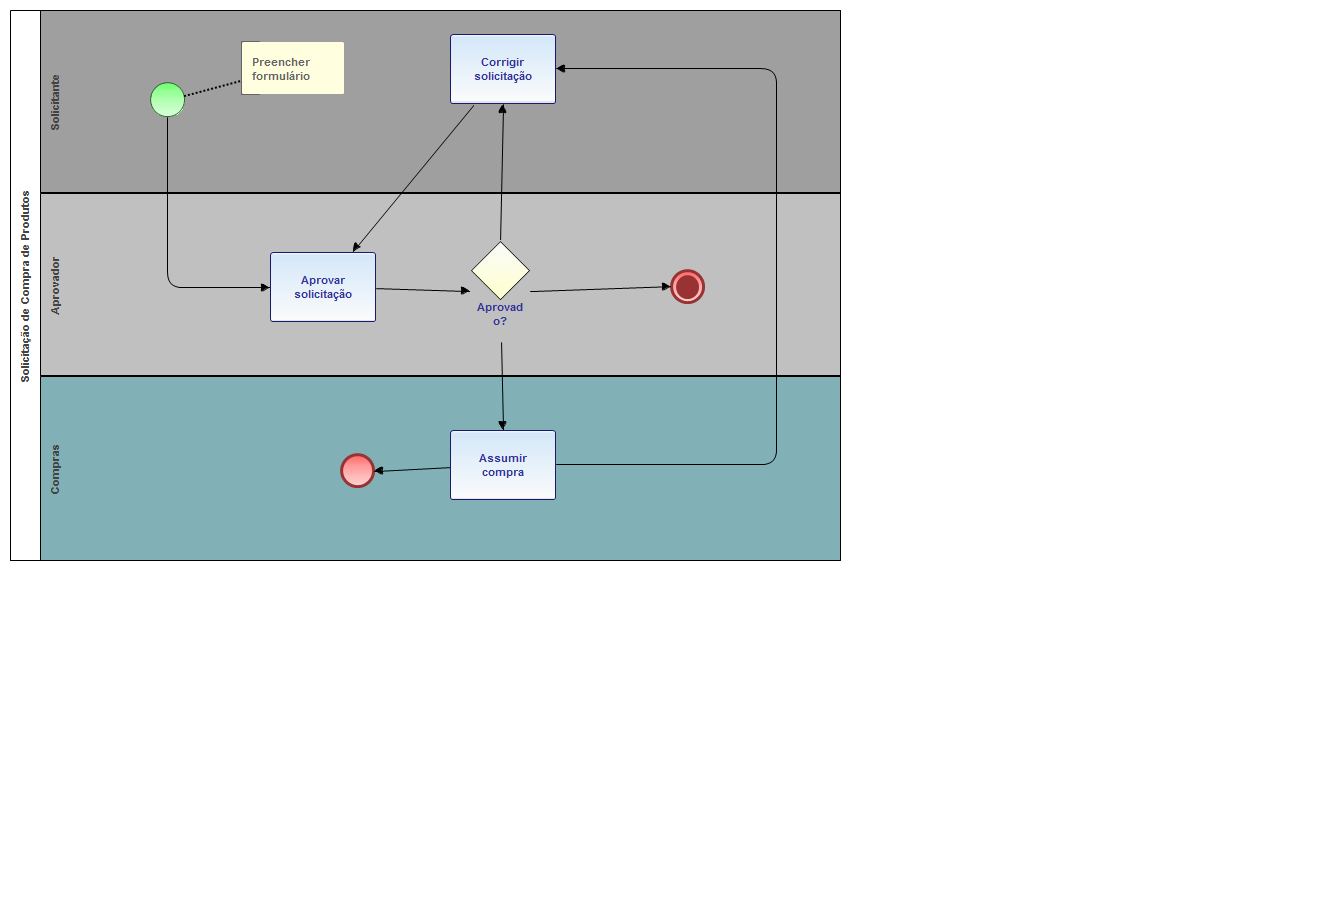 Solicitação de Compra de Produtos
Solicitante
Preencher
formulário
Corrigir
solicitação
Aprovador
Aprovar
solicitação
Aprovad
o?
Compras
Assumir
compra